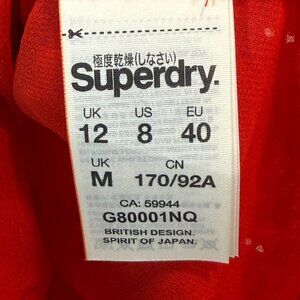 極度乾燥(しなさい)
Superdry.
UK US EU
12 8 40
UK CN
M 170/92A
CA: 59944
G80001NQ
BRITISH DESIGN.
SPIRIT OF JAPAN.